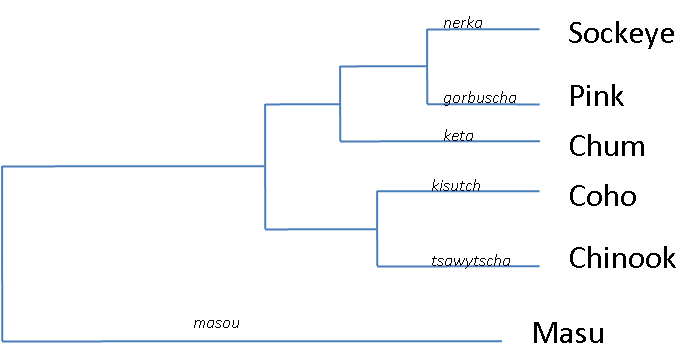 nerka
Sockeye
gorbuscha
Pink
keta
Chum
kisutch
Coho
tsawytscha
Chinook
masou
Masu